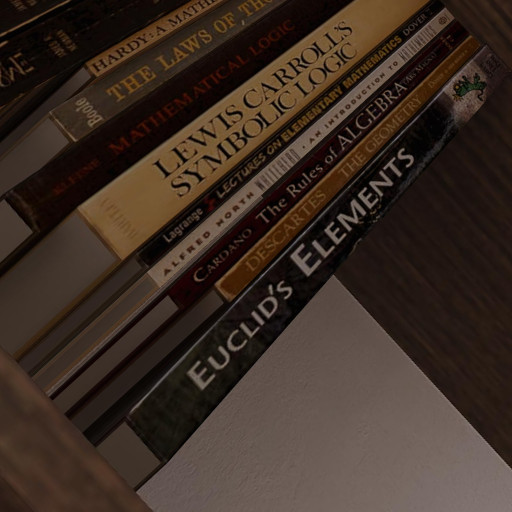 HARDY: A MATHE
Boole THE LAWS OF THO
KLEENE MATHEMATICAL LOGIC
LEWIS CARROLL'S
SYMBOLIC LOGIC
Lagrange LECTURES ON ELEMENTARY MATHEMATICS DOVER
ALFRED NORTH AN INTRODUCTION TO
CARDANO The Rules of ALGEBRA
DESCARTES THE GEOMETRY
EUCLID'S ELEMENTS